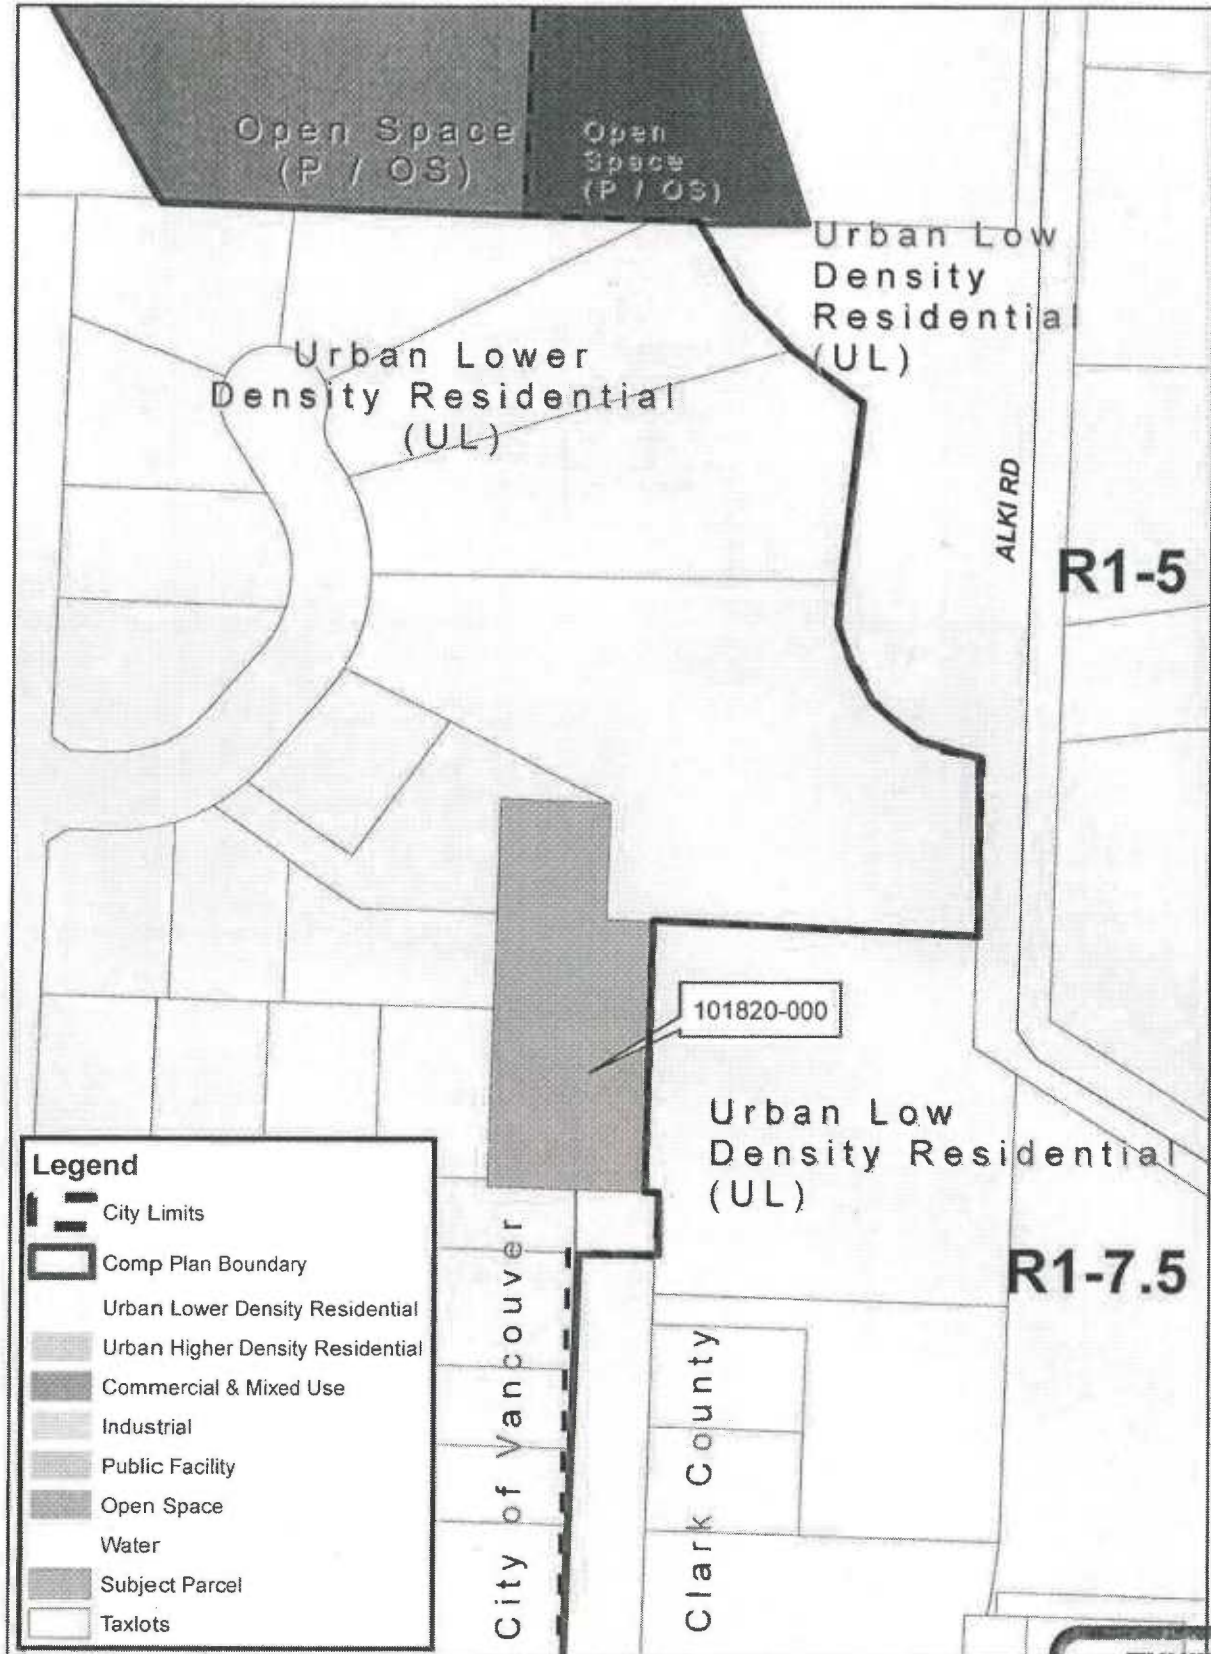 Open Space
(P / OS)
Open
Space
(P / OS)
Urban Low
Density
Residential
(UL)
Urban Lower
Density Residential
(UL)
ALKI RD
R1-5
101820-000
Urban Low
Density Residential
(UL)
R1-7.5
City of Vancouver
Clark County
Legend
City Limits
Comp Plan Boundary
Urban Lower Density Residential
Urban Higher Density Residential
Commercial & Mixed Use
Industrial
Public Facility
Open Space
Water
Subject Parcel
Taxlots